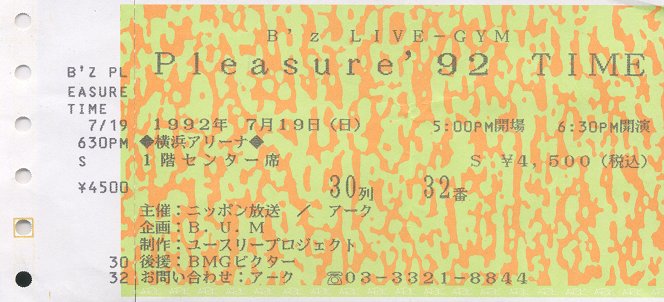 B'z LIVE-GYM
Pleasure'92 TIME
1992年 7月19日(日) 5:00PM開場 6:30PM開演
◆横浜アリーナ◆
1階センター席 S ¥4,500(税込)
30列 32番
主催:ニッポン放送 / アーク
企画:B.U.M
制作:ユースリープロジェクト
後援:BMGビクター
お問い合わせ:アーク ☎03-3321-8844
B'Z PL
EASURE
TIME
7/19
630PM
S
¥4500
30
32